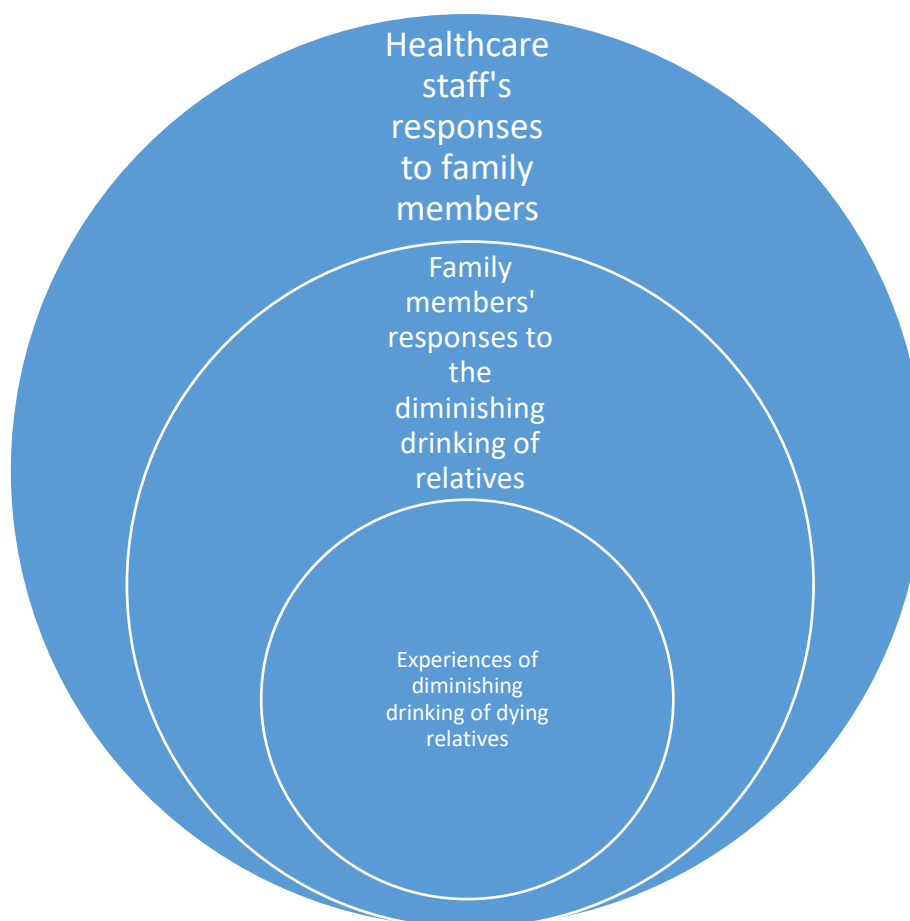 Healthcare
staff's
responses
to family
members
Family
members'
responses to
the
diminishing
drinking of
relatives
Experiences of
diminishing
drinking of dying
relatives